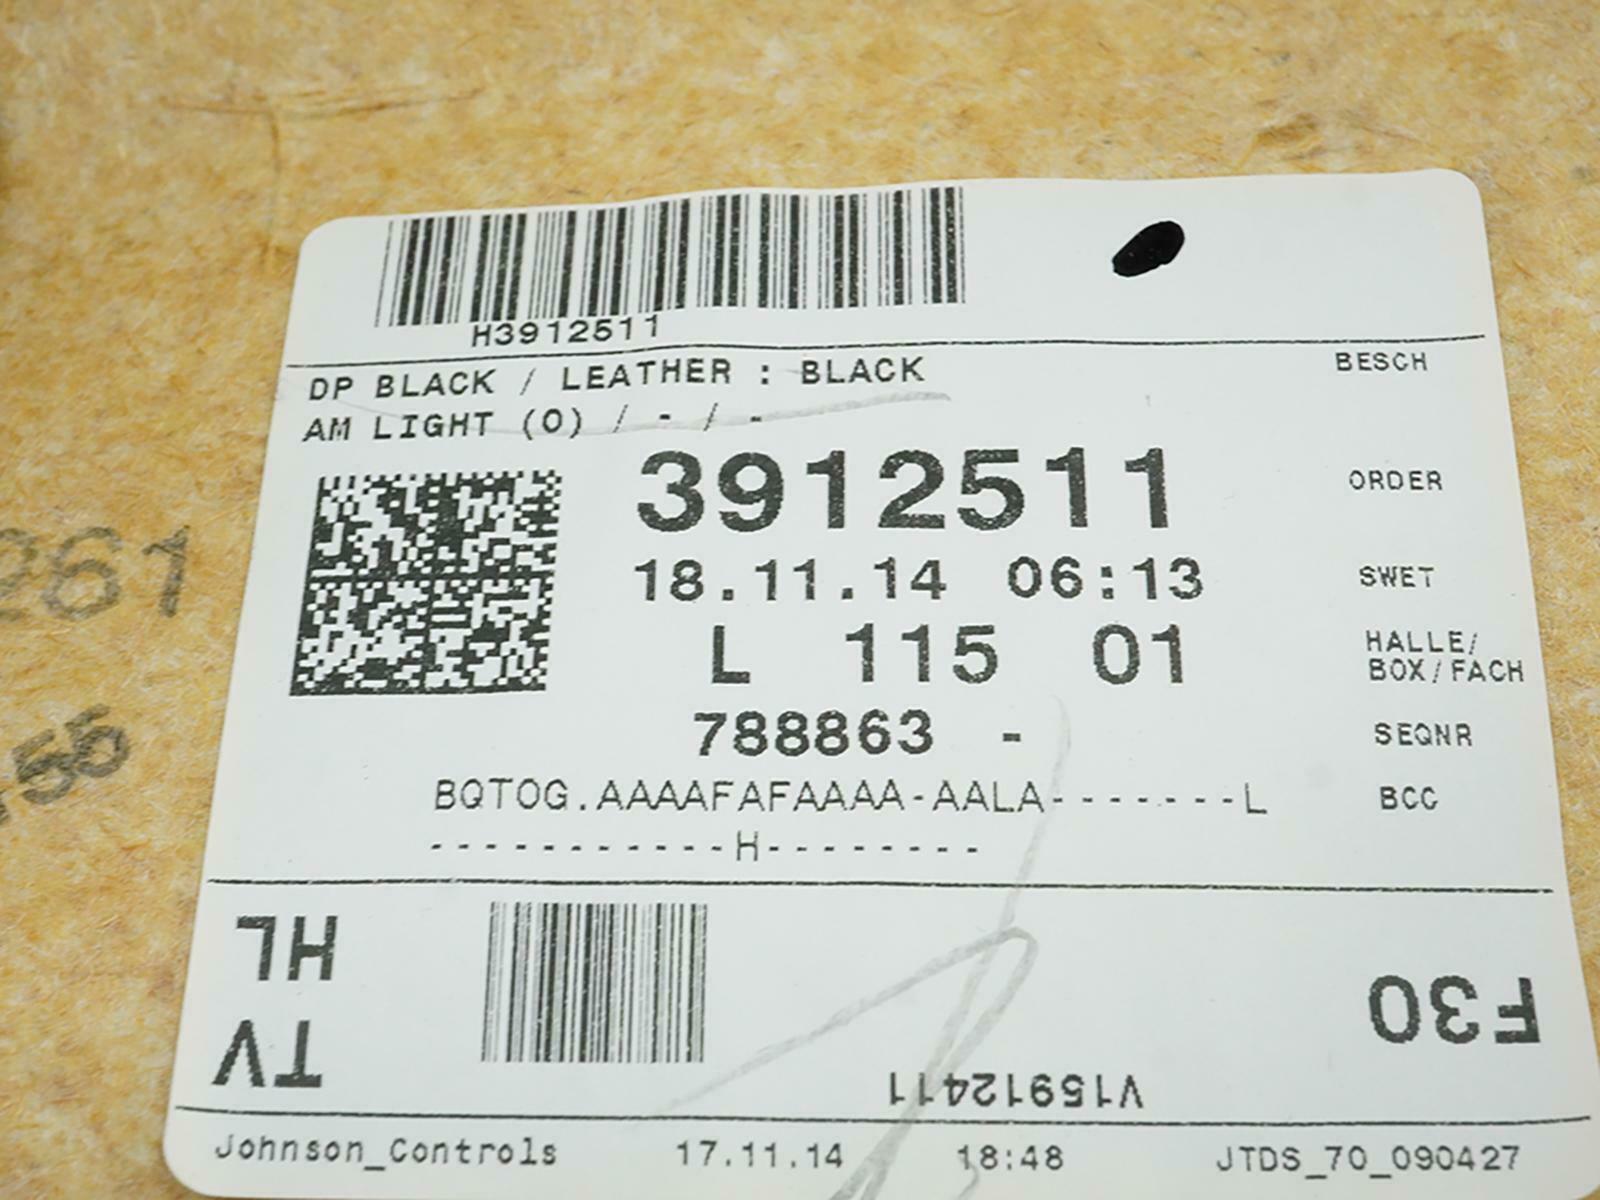 H3912511
DP BLACK / LEATHER : BLACK
BESCH
AM LIGHT (0) / - / -
3912511
ORDER
18.11.14 06:13
SWET
L 115 01
HALLE/
BOX/FACH
788863 -
SEQNR
BQTOG.AAAAFAFAAAA-AALA-------L
BCC
------------H--------
HL
TV
F30
V15912411
Johnson_Controls 17.11.14 18:48 JTDS_70_090427
261
455